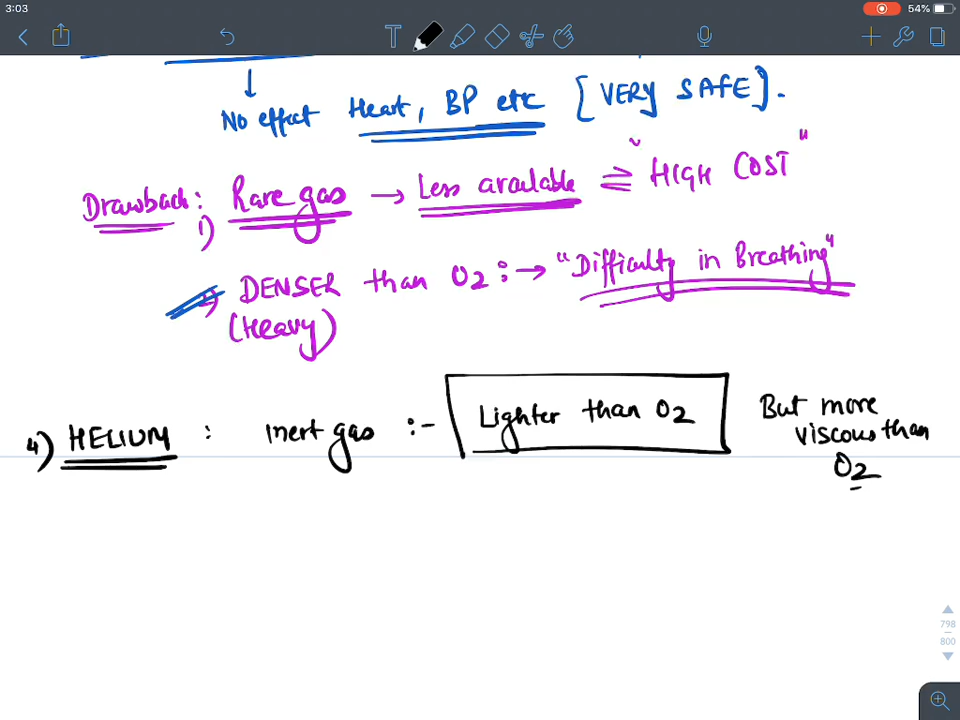 3:03
54%
T
No effect Heart, BP etc [VERY SAFE].
Drawback: Rare gas → Less available ⇒ "HIGH COST"
1)
2) DENSER than O2 :→ "Difficulty in Breathing"
(Heavy)
4) HELIUM : inert gas :- Lighter than O2 But more
viscous than
O2
798
800